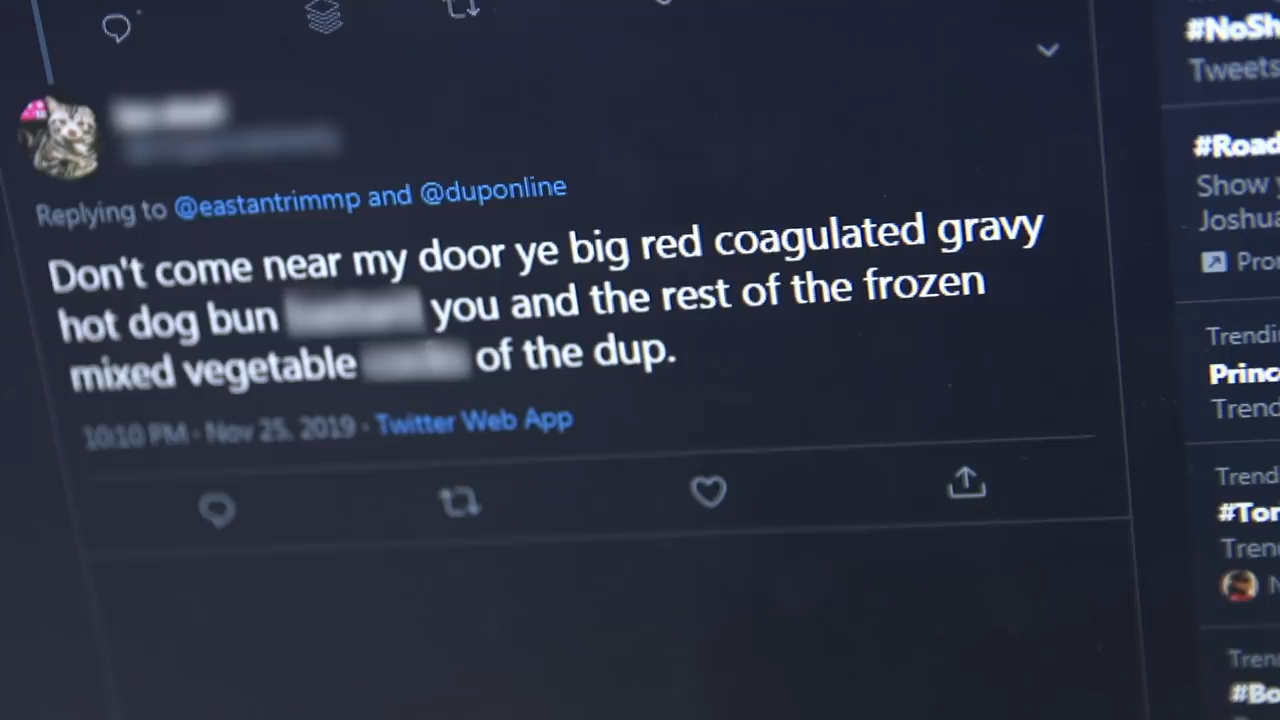 Replying to @eastantrimmp and @duponline
Don't come near my door ye big red coagulated gravy
hot dog bun you and the rest of the frozen
mixed vegetable of the dup.
10:10 PM · Nov 25, 2019 · Twitter Web App
#NoSh
Tweets
#Road
Show y
Joshua
Pro
Trendi
Princ
Trend
Trend
#Tor
Tren
N
Tren
#Bo